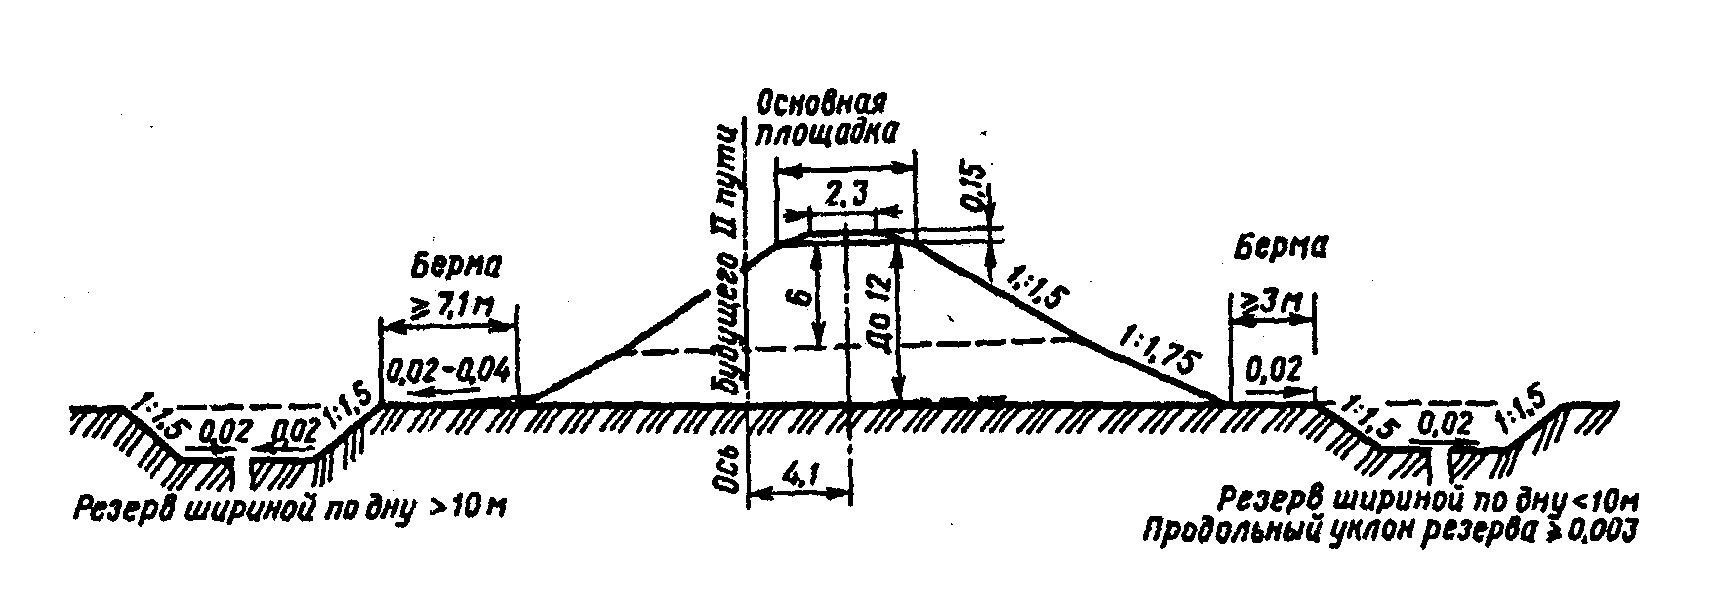 Основная
площадка
2,3
0,15
Ось будущего II пути
Берма
≥7,1м
0,02-0,04
6
До 12
1:1,5
1:1,75
Берма
≥3м
0,02
1:1,5
0,02
0,02
1:1,5
1:1,5
0,02
1:1,5
4,1
Резерв шириной по дну >10 м
Резерв шириной по дну <10м
Продольный уклон резерва ≥0,003